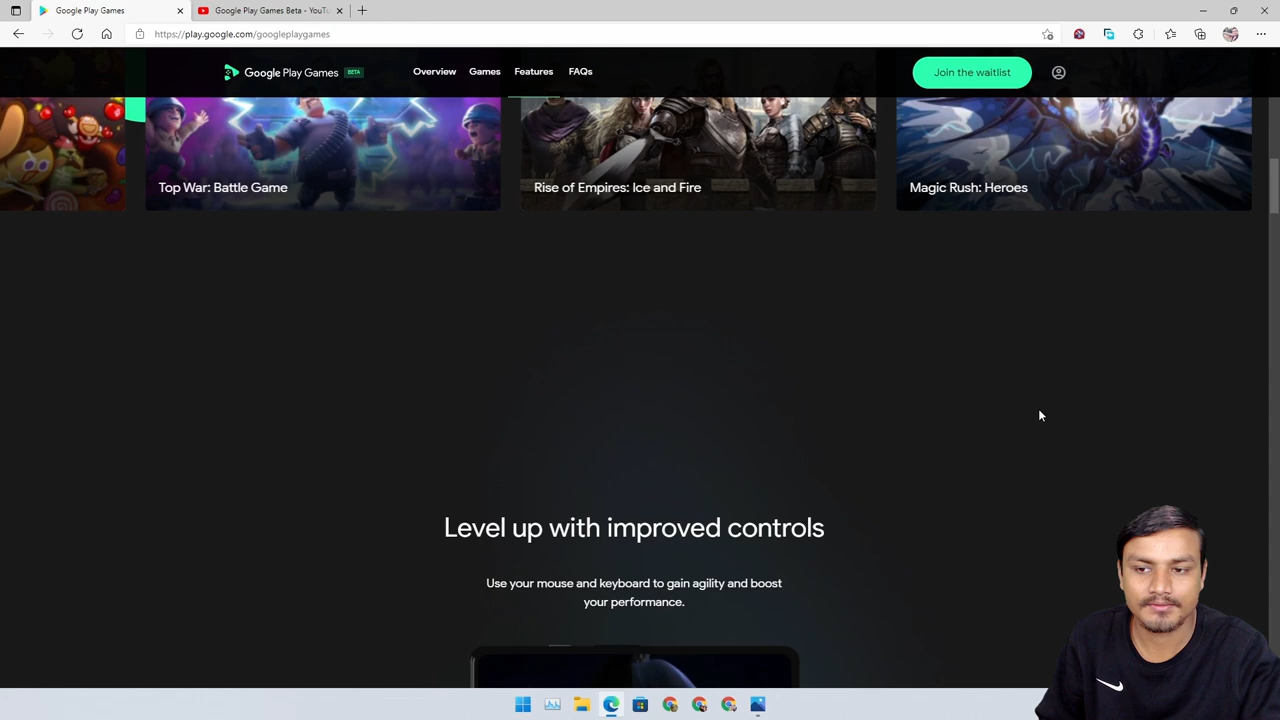 Google Play Games
Google Play Games Beta - YouTu
https://play.google.com/googleplaygames
Google Play Games BETA
Overview
Games
Features
FAQs
Join the waitlist
Top War: Battle Game
Rise of Empires: Ice and Fire
Magic Rush: Heroes
Level up with improved controls
Use your mouse and keyboard to gain agility and boost
your performance.